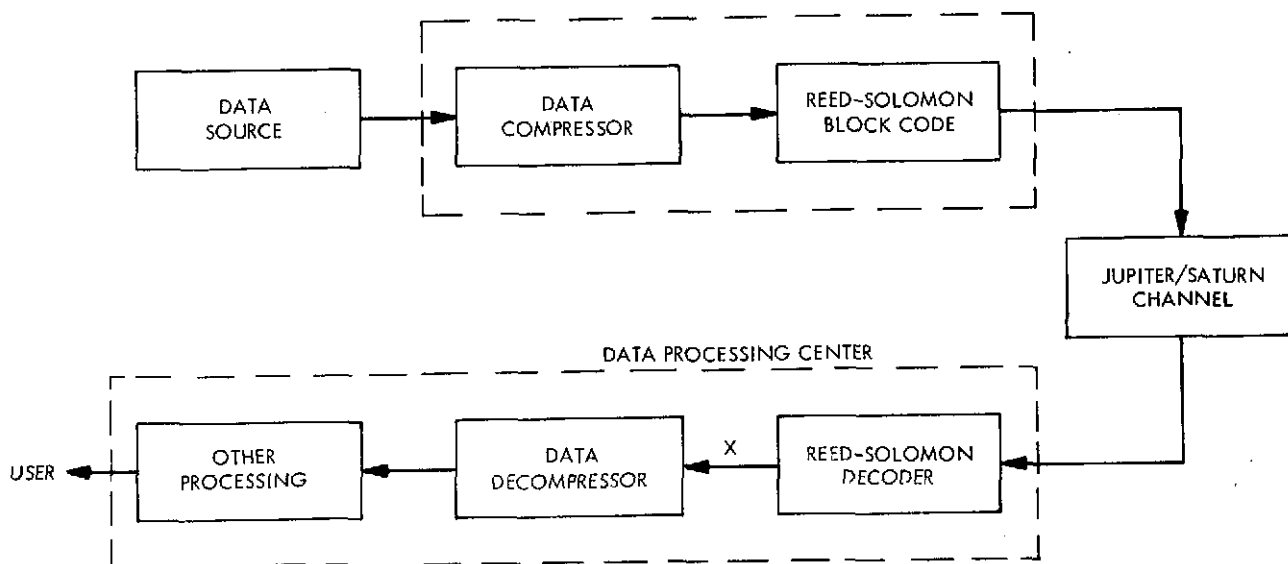 DATA
SOURCE
DATA
COMPRESSOR
REED-SOLOMON
BLOCK CODE
JUPITER/SATURN
CHANNEL
DATA PROCESSING CENTER
USER
OTHER
PROCESSING
DATA
DECOMPRESSOR
X
REED-SOLOMON
DECODER